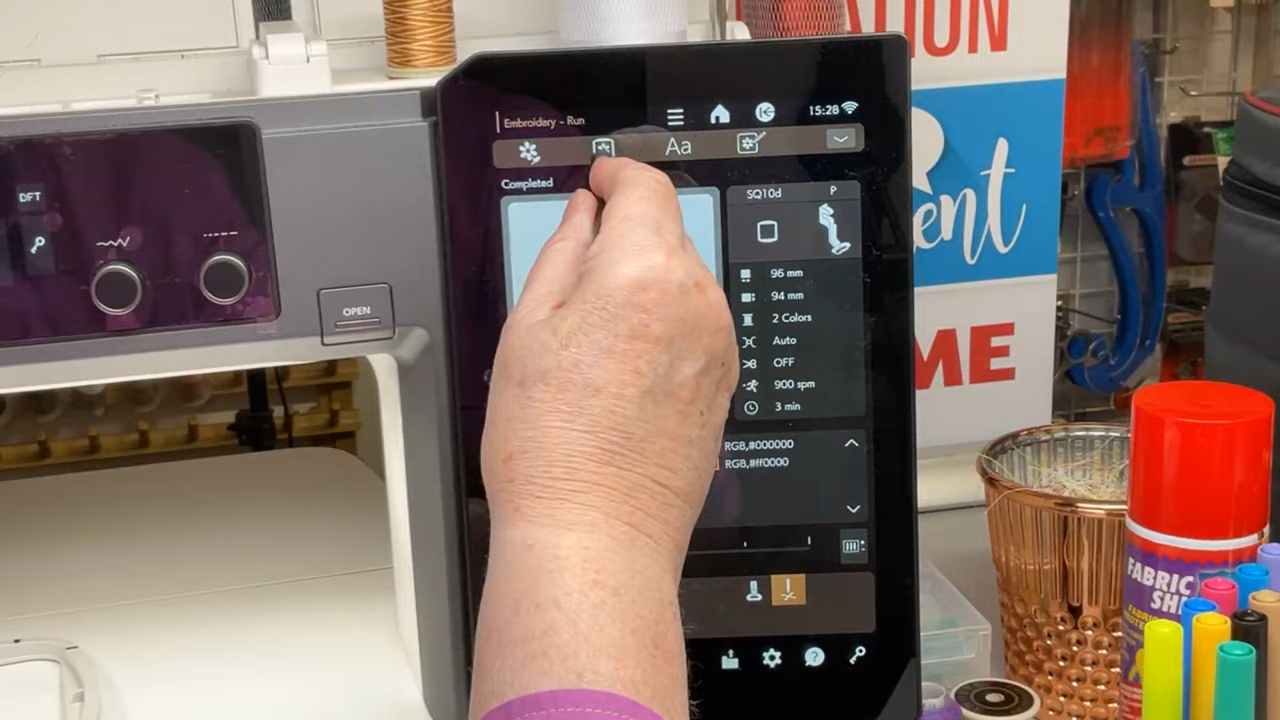 ATION
DFT
OPEN
Embroidery - Run
15:28
Aa
Completed
SQ10d
P
96 mm
94 mm
2 Colors
Auto
OFF
900 spm
3 min
RGB,#000000
RGB,#ff0000
ent
ME
FABRIC
SH